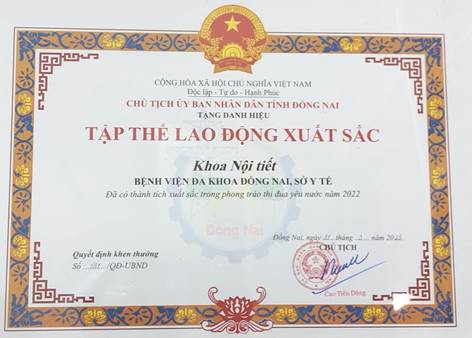 CỘNG HÒA XÃ HỘI CHỦ NGHĨA VIỆT NAM
Độc lập - Tự do - Hạnh Phúc
CHỦ TỊCH ỦY BAN NHÂN DÂN TỈNH ĐỒNG NAI
TẶNG DANH HIỆU
TẬP THỂ LAO ĐỘNG XUẤT SẮC
Khoa Nội tiết
BỆNH VIỆN ĐA KHOA ĐỒNG NAI, SỞ Y TẾ
Đã có thành tích xuất sắc trong phong trào thi đua yêu nước năm 2022
Đồng Nai
Đồng Nai, ngày tháng năm 2023
CHỦ TỊCH
Quyết định khen thưởng
Số: /QĐ-UBND
Cao Tiến Dũng